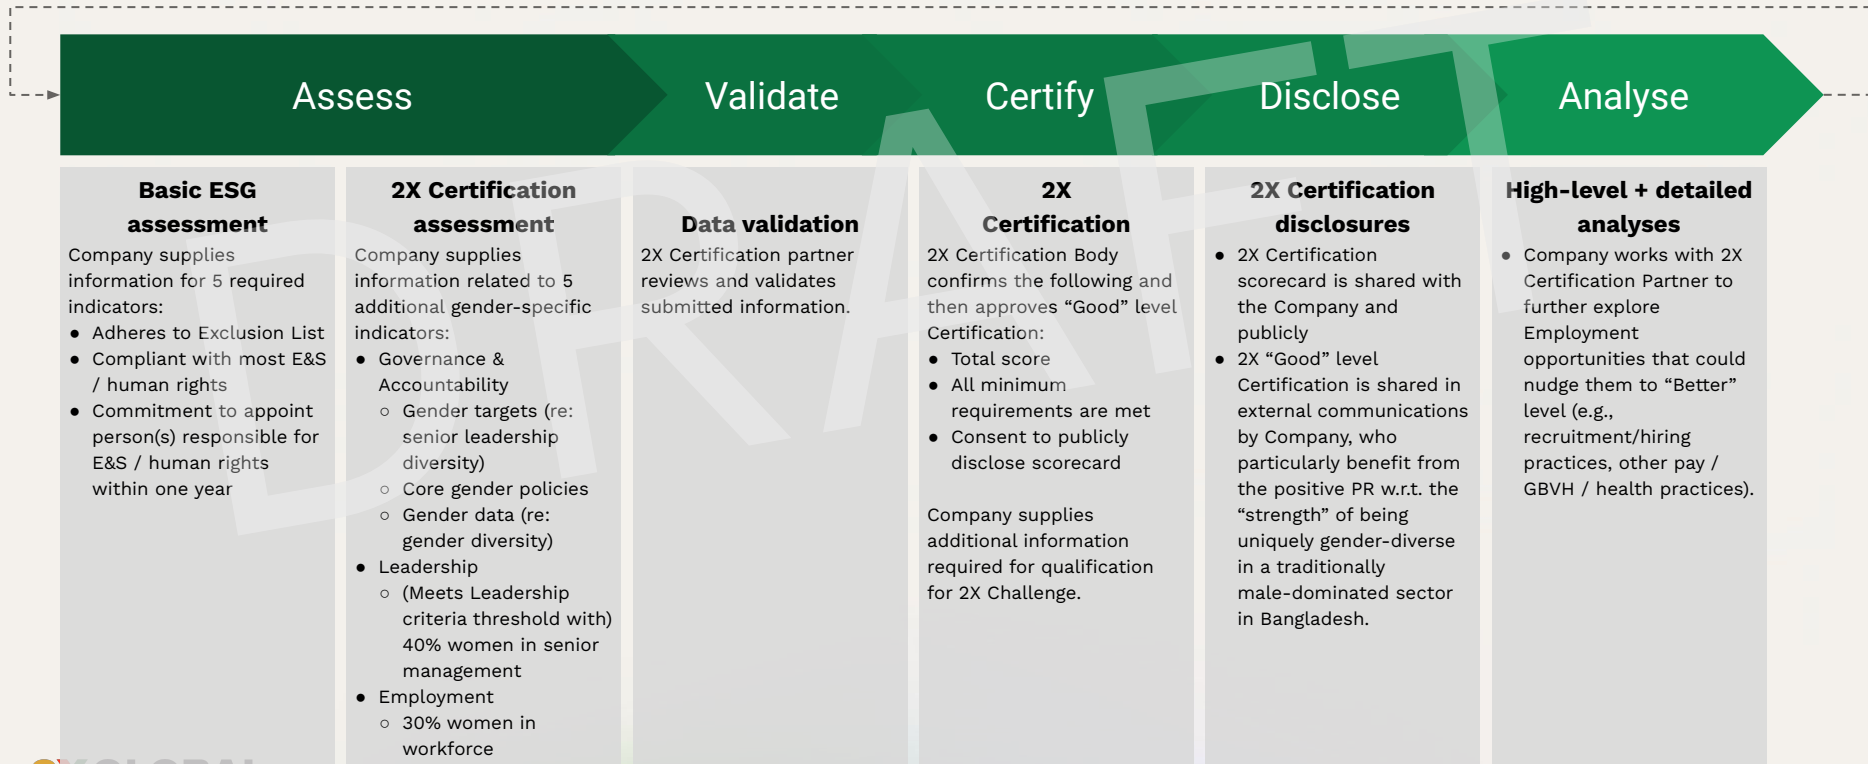 Assess
Validate
Certify
Disclose
Analyse
DRAFT
Basic ESG
assessment
Company supplies
information for 5 required
indicators:
● Adheres to Exclusion List
● Compliant with most E&S
/ human rights
● Commitment to appoint
person(s) responsible for
E&S / human rights
within one year
2X Certification
assessment
Company supplies
information related to 5
additional gender-specific
indicators:
● Governance &
Accountability
○ Gender targets (re:
senior leadership
diversity)
○ Core gender policies
○ Gender data (re:
gender diversity)
● Leadership
○ (Meets Leadership
criteria threshold with)
40% women in senior
management
● Employment
○ 30% women in
workforce
Data validation
2X Certification partner
reviews and validates
submitted information.
2X
Certification
2X Certification Body
confirms the following and
then approves “Good” level
Certification:
● Total score
● All minimum
requirements are met
● Consent to publicly
disclose scorecard
Company supplies
additional information
required for qualification
for 2X Challenge.
2X Certification
disclosures
● 2X Certification
scorecard is shared with
the Company and
publicly
● 2X “Good” level
Certification is shared in
external communications
by Company, who
particularly benefit from
the positive PR w.r.t. the
“strength” of being
uniquely gender-diverse
in a traditionally
male-dominated sector
in Bangladesh.
High-level + detailed
analyses
● Company works with 2X
Certification Partner to
further explore
Employment
opportunities that could
nudge them to “Better”
level (e.g.,
recruitment/hiring
practices, other pay /
GBVH / health practices).